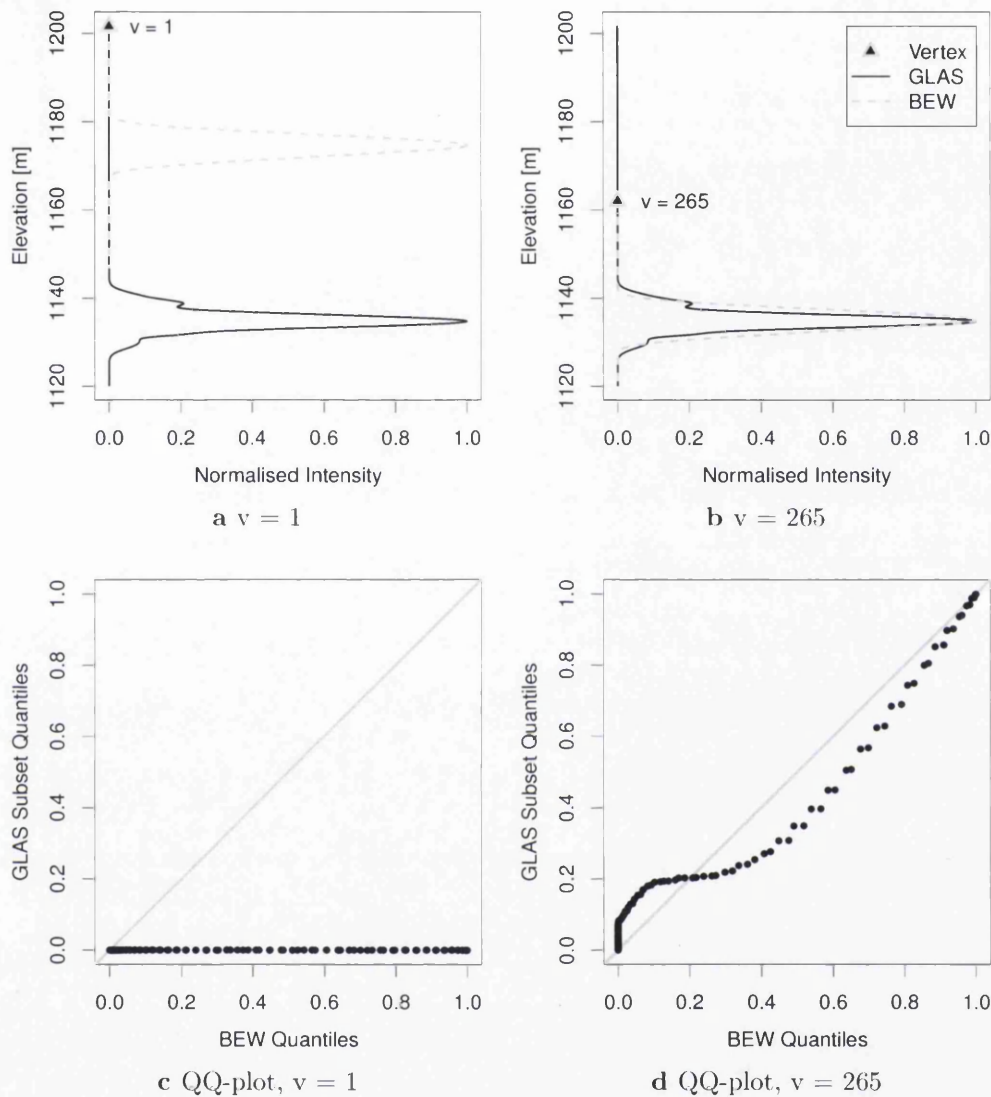 v = 1
Elevation [m]
1200
1180
1160
1140
1120
0.0 0.2 0.4 0.6 0.8 1.0
Normalised Intensity
a v = 1
Vertex
GLAS
BEW
v = 265
Elevation [m]
1200
1180
1160
1140
1120
0.0 0.2 0.4 0.6 0.8 1.0
Normalised Intensity
b v = 265
GLAS Subset Quantiles
1.0
0.8
0.6
0.4
0.2
0.0
0.0 0.2 0.4 0.6 0.8 1.0
BEW Quantiles
c QQ-plot, v = 1
GLAS Subset Quantiles
1.0
0.8
0.6
0.4
0.2
0.0
0.0 0.2 0.4 0.6 0.8 1.0
BEW Quantiles
d QQ-plot, v = 265